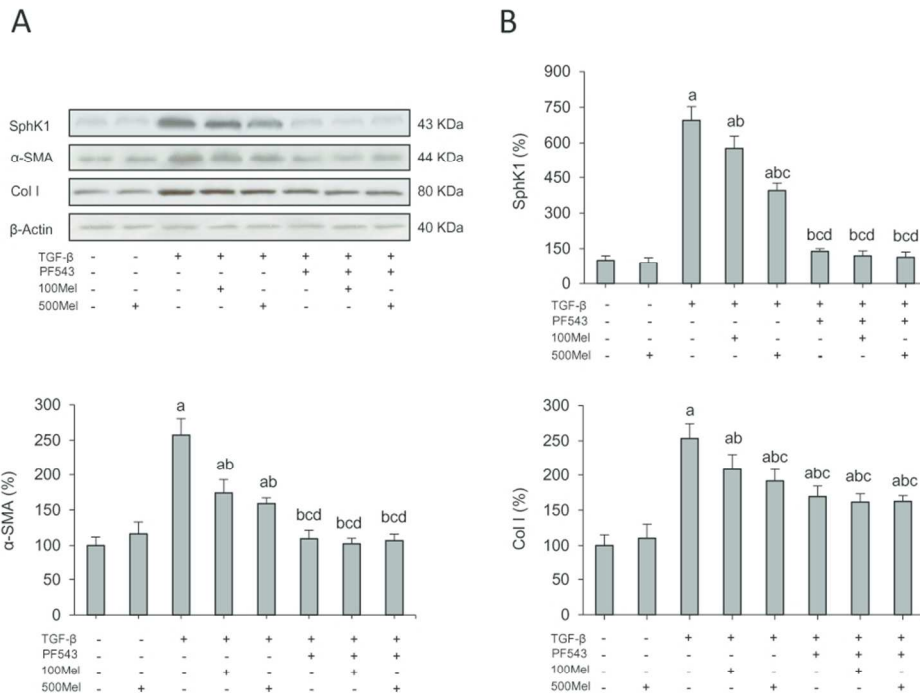 A
SphK1 43 KDa
α-SMA 44 KDa
Col I 80 KDa
β-Actin 40 KDa
TGF-β - - + + + + + +
PF543 - - - - - + + +
100Mel - - - + - - + -
500Mel - + - - + - - +
B
900
750
600
450
300
150
0
SphK1 (%)
a
ab
abc
bcd bcd bcd
TGF-β - - + + + + + +
PF543 - - - - - + + +
100Mel - - - + - - + -
500Mel - + - - + - - +
300
250
200
150
100
50
0
α-SMA (%)
a
ab ab
bcd bcd bcd
TGF-β - - + + + + + +
PF543 - - - - - + + +
100Mel - - - + - - + -
500Mel - + - - + - - +
300
250
200
150
100
50
0
Col I (%)
a
ab
abc abc abc abc
TGF-β - - + + + + + +
PF543 - - - - - + + +
100Mel - - - + - - + -
500Mel - + - - + - - +